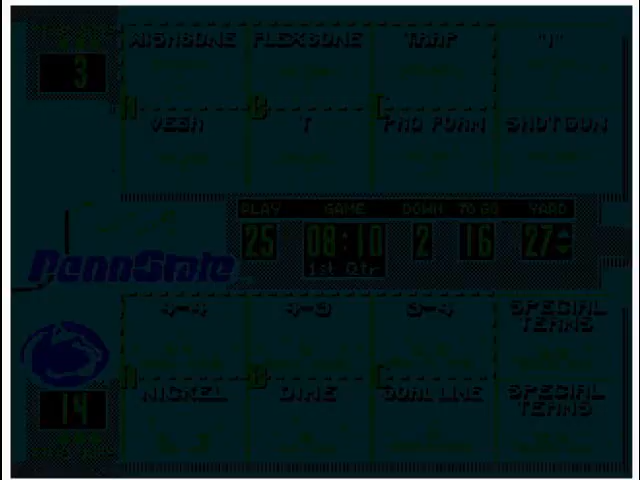 3
WISHBONE FLEXBONE TRAP "I"
A B C
VEER T PRO FORM SHOTGUN
PLAY GAME DOWN TO GO YARD
25 08:10 2 16 27
1st Qtr
PennState
4-4 4-3 3-4 SPECIAL TEAMS
A B C
NICKEL DIME GOAL LINE SPECIAL TEAMS
14